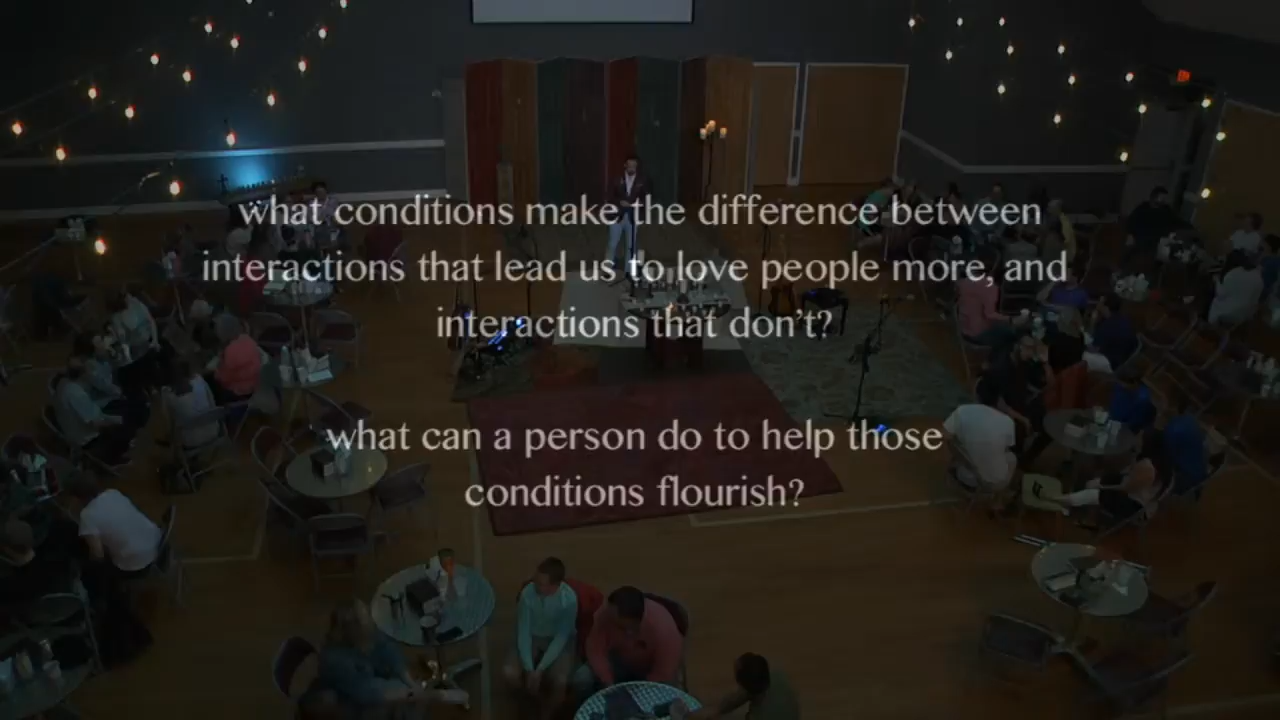 what conditions make the difference between
interactions that lead us to love people more, and
interactions that don't?
what can a person do to help those
conditions flourish?